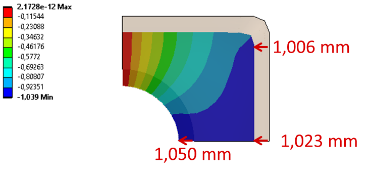 2,1728e-12 Max
-0,11544
-0,23088
-0,34632
-0,46176
-0,5772
-0,69263
-0,80807
-0,92351
-1.039 Min
1,006 mm
1,023 mm
1,050 mm